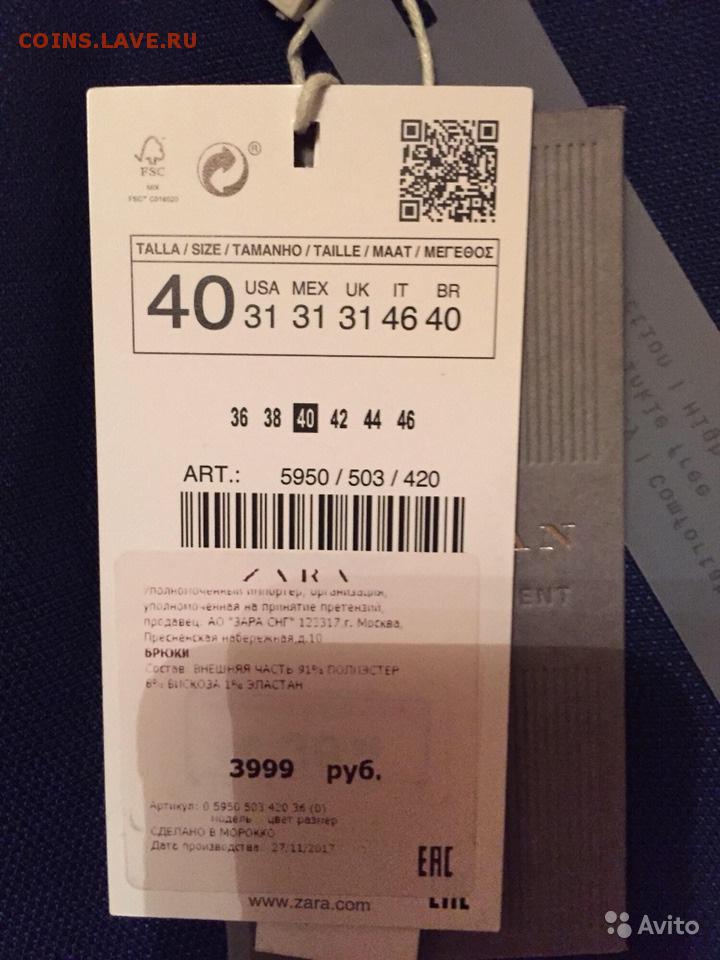 COINS.LAVE.RU
FSC
MIX
FSC® C014020
®
TALLA / SIZE / TAMANHO / TAILLE / MAAT / ΜΕΓΕΘΟΣ
40
USA MEX UK IT BR
31 31 31 46 40
36 38 40 42 44 46
ART.: 5950 / 503 / 420
ZARA
Уполномоченный импортер, организация,
уполномоченная на принятие претензий,
продавец: АО "ЗАРА СНГ" 123317,г. Москва,
Пресненская набережная,д.10
БРЮКИ
Состав: ВНЕШНЯЯ ЧАСТЬ 91% ПОЛИЭСТЕР
8% ВИСКОЗА 1% ЭЛАСТАН
3999 руб.
Артикул: 0 5950 503 420 36 (0)
модель цвет размер
СДЕЛАНО В МОРОККО
Дата производства: 27/11/2017
EAC
www.zara.com
Avito